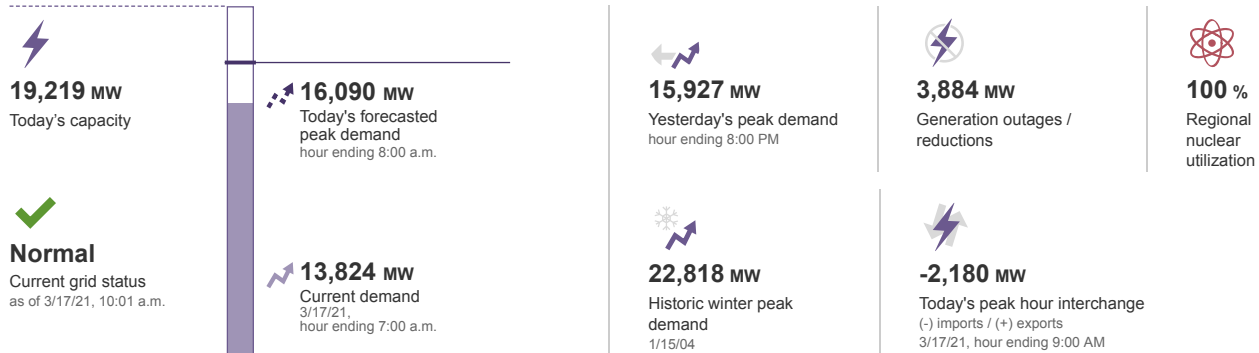 19,219 MW
Today's capacity
Normal
Current grid status
as of 3/17/21, 10:01 a.m.
16,090 MW
Today's forecasted
peak demand
hour ending 8:00 a.m.
13,824 MW
Current demand
3/17/21,
hour ending 7:00 a.m.
15,927 MW
Yesterday's peak demand
hour ending 8:00 PM
3,884 MW
Generation outages /
reductions
100 %
Regional
nuclear
utilization
22,818 MW
Historic winter peak
demand
1/15/04
-2,180 MW
Today's peak hour interchange
(-) imports / (+) exports
3/17/21, hour ending 9:00 AM